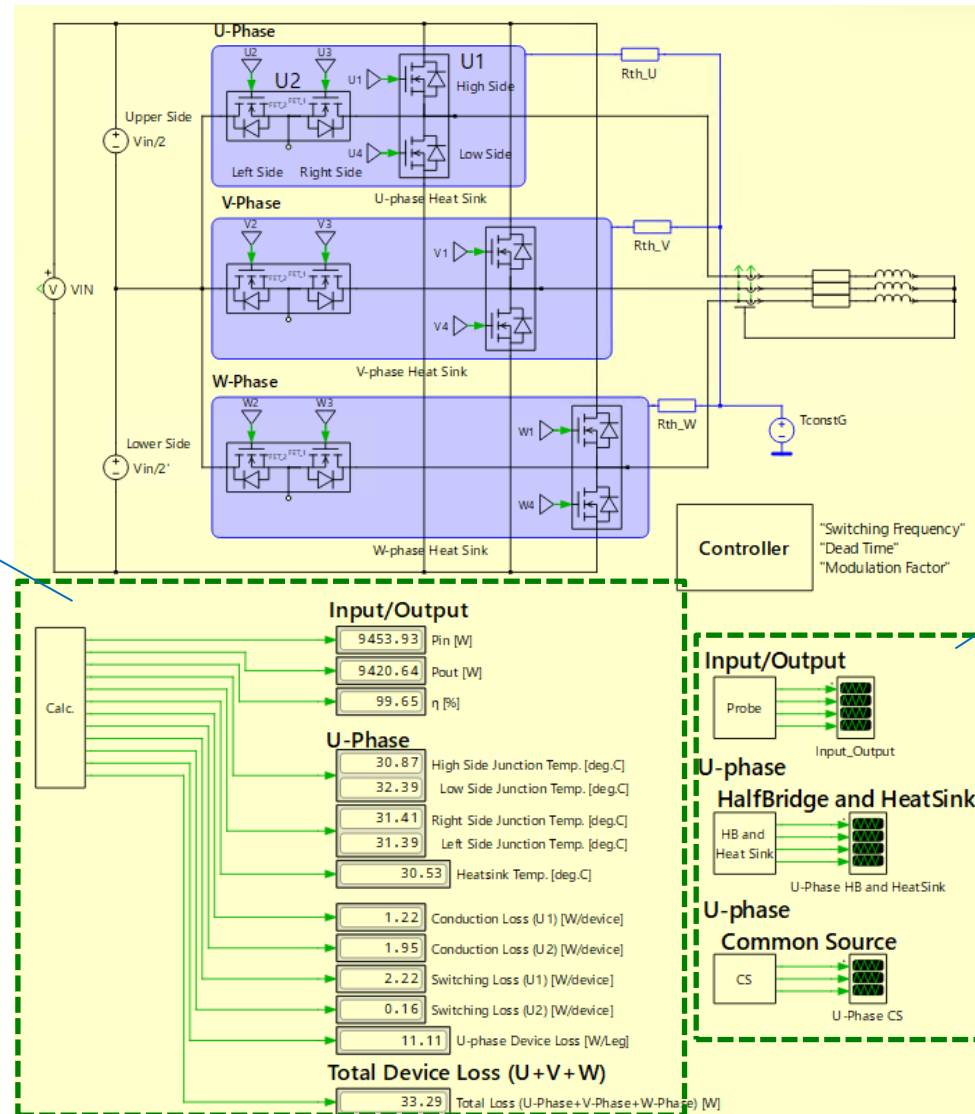 U-Phase
U2
U3
U2
FET_2
FET_1
U1
U1
High Side
Rth_U
Upper Side
Vin/2
U4
Low Side
Left Side
Right Side
U-phase Heat Sink
V-Phase
V2
V3
Rth_V
FET_2
FET_1
V1
+
V
VIN
V4
V-phase Heat Sink
W-Phase
W2
W3
Rth_W
TconstG
FET_2
FET_1
W1
Lower Side
Vin/2'
W4
W-phase Heat Sink
Controller
"Switching Frequency"
"Dead Time"
"Modulation Factor"
Input/Output
9453.93 Pin [W]
9420.64 Pout [W]
99.65 η [%]
Calc.
U-Phase
30.87 High Side Junction Temp. [deg.C]
32.39 Low Side Junction Temp. [deg.C]
31.41 Right Side Junction Temp. [deg.C]
31.39 Left Side Junction Temp. [deg.C]
30.53 Heatsink Temp. [deg.C]
1.22 Conduction Loss (U1) [W/device]
1.95 Conduction Loss (U2) [W/device]
2.22 Switching Loss (U1) [W/device]
0.16 Switching Loss (U2) [W/device]
11.11 U-phase Device Loss [W/Leg]
Total Device Loss (U+V+W)
33.29 Total Loss (U-Phase+V-Phase+W-Phase) [W]
Input/Output
Probe
Input_Output
U-phase
HalfBridge and HeatSink
HB and
Heat Sink
U-Phase HB and HeatSink
U-phase
Common Source
CS
U-Phase CS